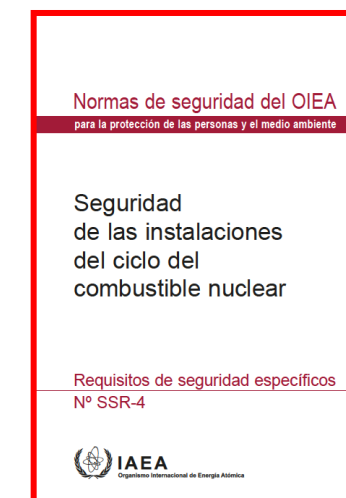 Normas de seguridad del OIEA
para la protección de las personas y el medio ambiente
Seguridad
de las instalaciones
del ciclo del
combustible nuclear
Requisitos de seguridad específicos
Nº SSR-4
IAEA
Organismo Internacional de Energía Atómica